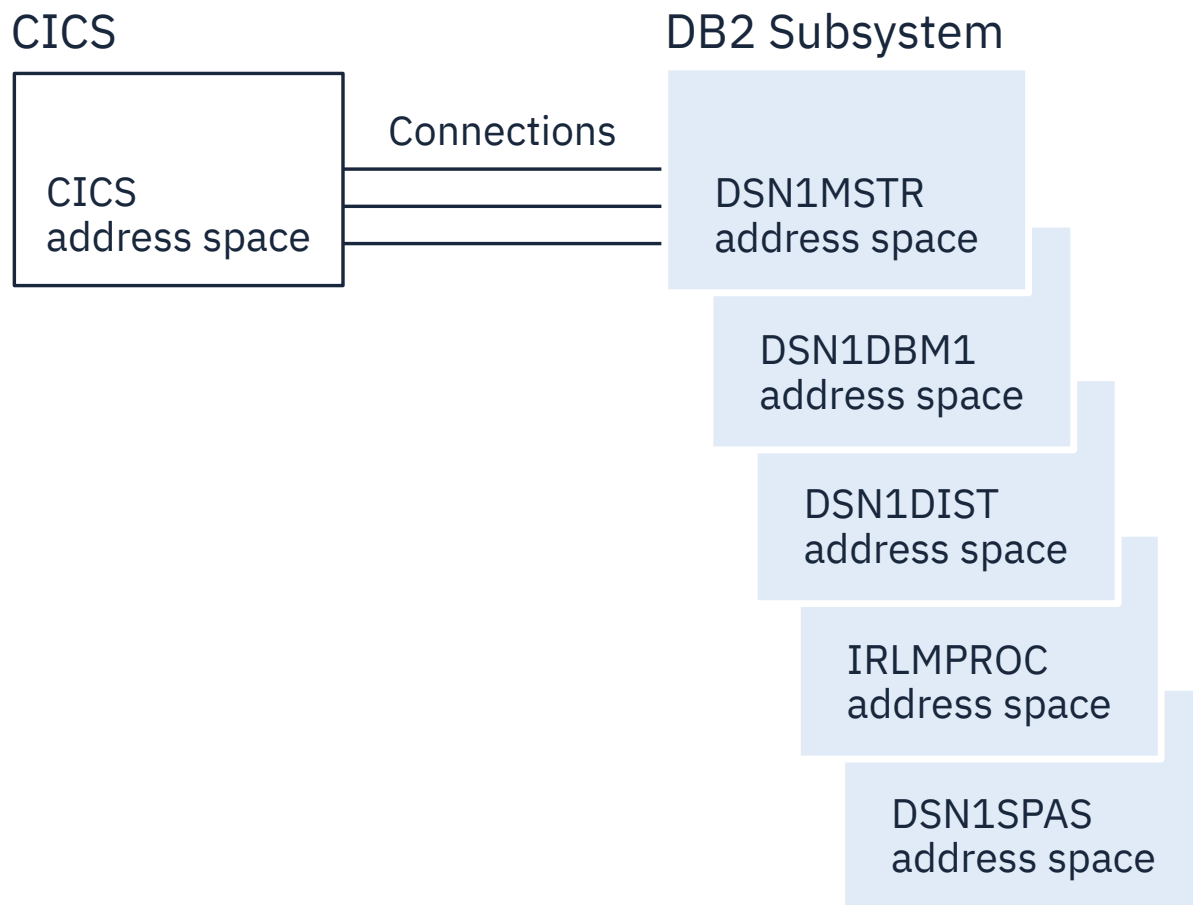 CICS
DB2 Subsystem
Connections
CICS
address space
DSN1MSTR
address space
DSN1DBM1
address space
DSN1DIST
address space
IRLMPROC
address space
DSN1SPAS
address space